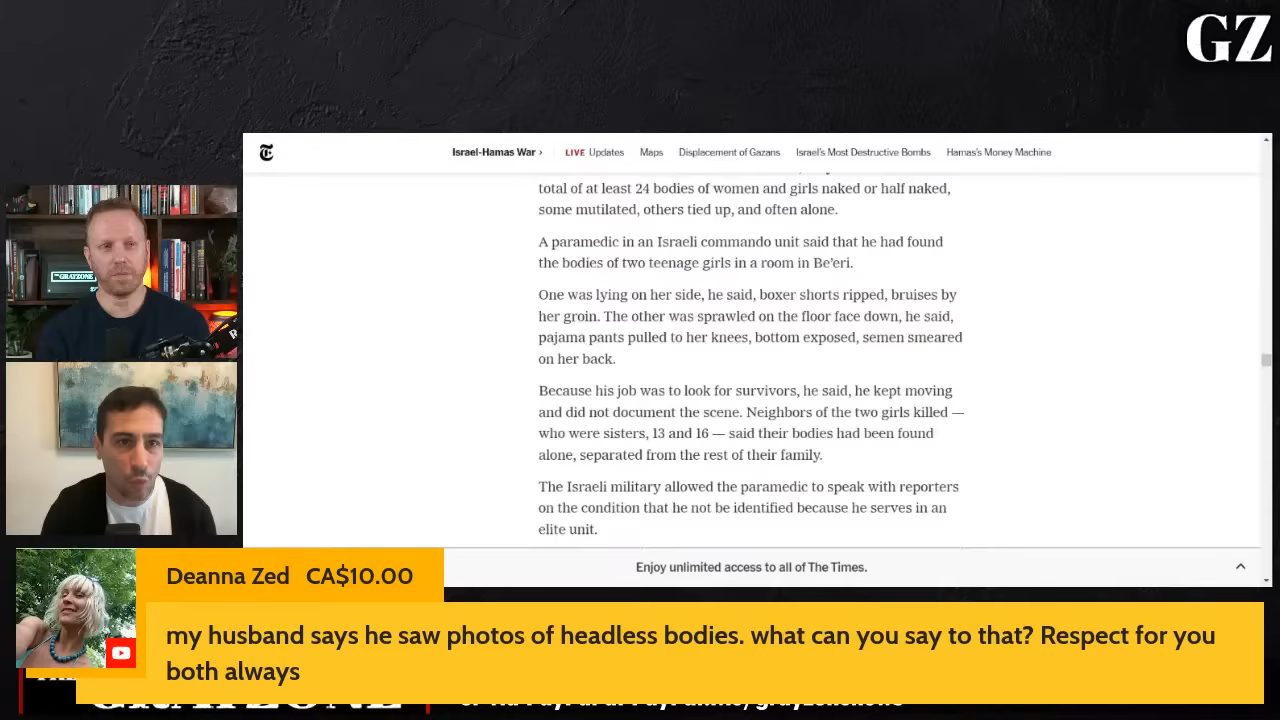 GZ
Israel-Hamas War › LIVE Updates Maps Displacement of Gazans Israel's Most Destructive Bombs Hamas's Money Machine
total of at least 24 bodies of women and girls naked or half naked,
some mutilated, others tied up, and often alone.
A paramedic in an Israeli commando unit said that he had found
the bodies of two teenage girls in a room in Be'eri.
One was lying on her side, he said, boxer shorts ripped, bruises by
her groin. The other was sprawled on the floor face down, he said,
pajama pants pulled to her knees, bottom exposed, semen smeared
on her back.
Because his job was to look for survivors, he said, he kept moving
and did not document the scene. Neighbors of the two girls killed —
who were sisters, 13 and 16 — said their bodies had been found
alone, separated from the rest of their family.
The Israeli military allowed the paramedic to speak with reporters
on the condition that he not be identified because he serves in an
elite unit.
Enjoy unlimited access to all of The Times.
THE GRAYZONE
Deanna Zed CA$10.00
my husband says he saw photos of headless bodies. what can you say to that? Respect for you
both always
GRAYZONE